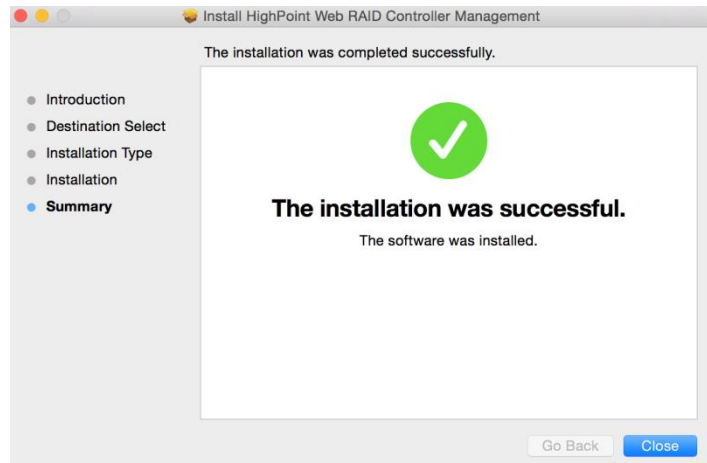 Install HighPoint Web RAID Controller Management
The installation was completed successfully.
Introduction
Destination Select
Installation Type
Installation
Summary
The installation was successful.
The software was installed.
Go Back
Close